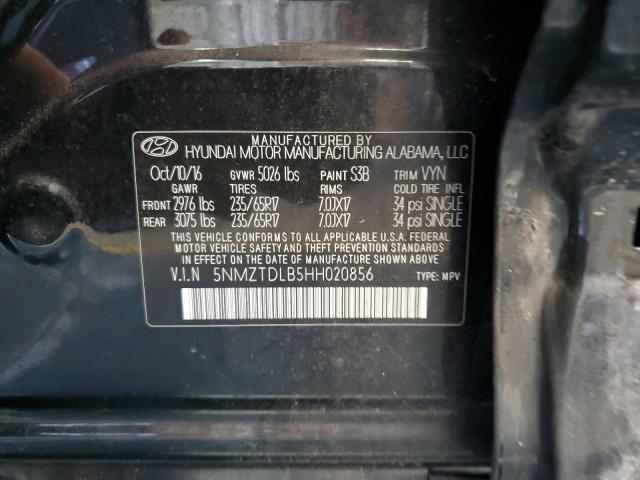 MANUFACTURED BY
HYUNDAI MOTOR MANUFACTURING ALABAMA, LLC
Oct/10/16 GVWR 5026 lbs PAINT S3B TRIM VYN
GAWR TIRES RIMS COLD TIRE INFL
FRONT 2976 lbs 235/65R17 7.0JX17 34 psi SINGLE
REAR 3075 lbs 235/65R17 7.0JX17 34 psi SINGLE
THIS VEHICLE CONFORMS TO ALL APPLICABLE U.S.A. FEDERAL
MOTOR VEHICLE SAFETY, BUMPER, AND THEFT PREVENTION STANDARDS
IN EFFECT ON THE DATE OF MANUFACTURE SHOWN ABOVE.
V.I.N 5NMZTDLB5HH020856 TYPE: MPV